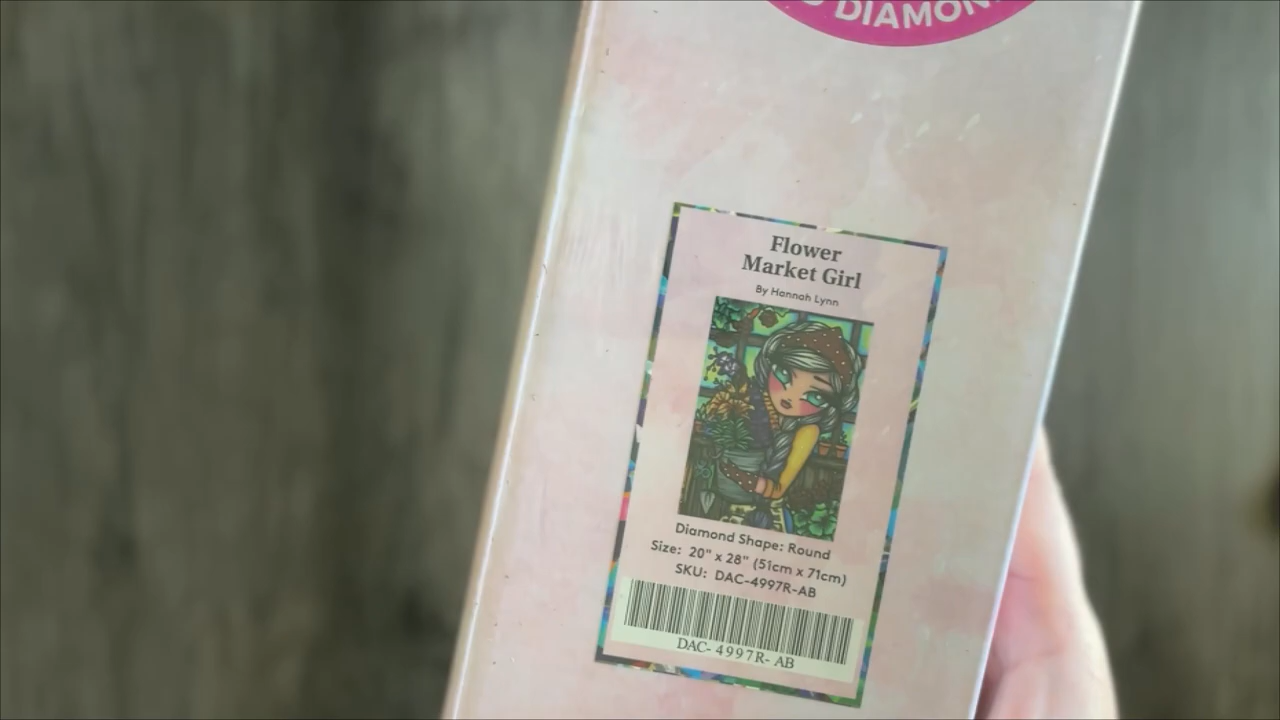 DIAMON
Flower
Market Girl
By Hannah Lynn
Diamond Shape: Round
Size: 20" x 28" (51cm x 71cm)
SKU: DAC-4997R-AB
DAC- 4997R- AB